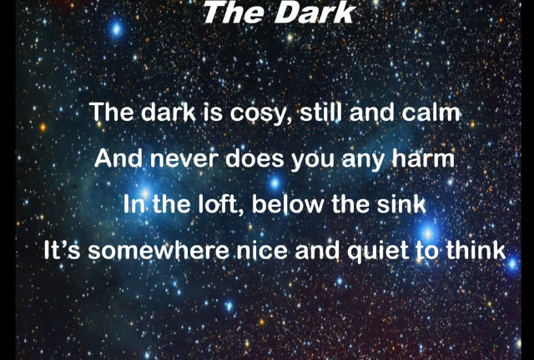 The Dark
The dark is cosy, still and calm
And never does you any harm
In the loft, below the sink
It's somewhere nice and quiet to think